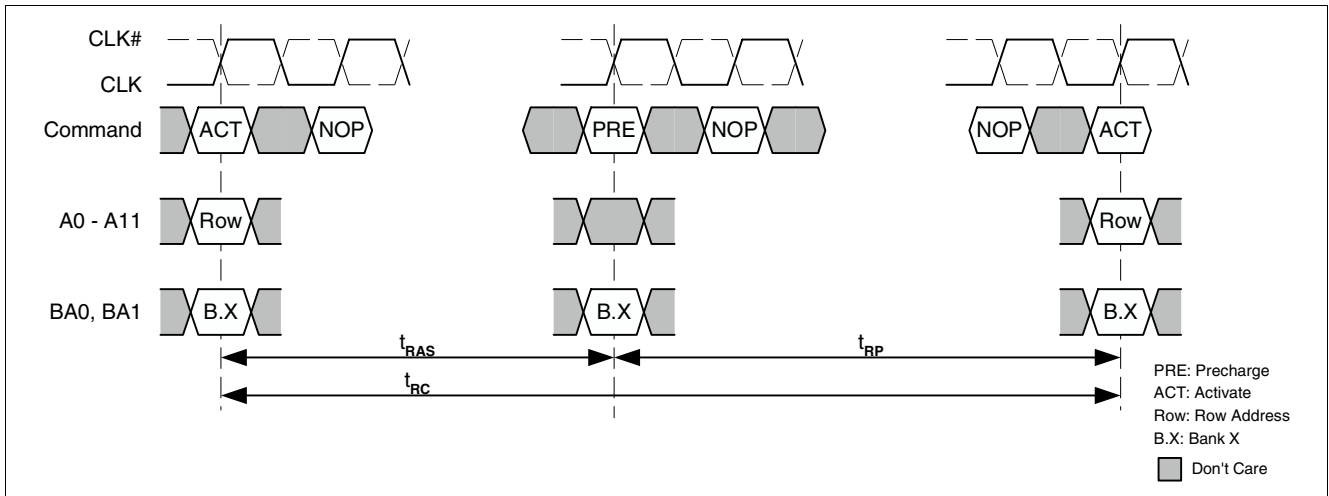 CLK#
CLK
Command
ACT NOP PRE NOP NOP ACT
A0 - A11
Row Row
BA0, BA1
B.X B.X B.X
tRAS tRP
tRC
PRE: Precharge
ACT: Activate
Row: Row Address
B.X: Bank X
Don't Care